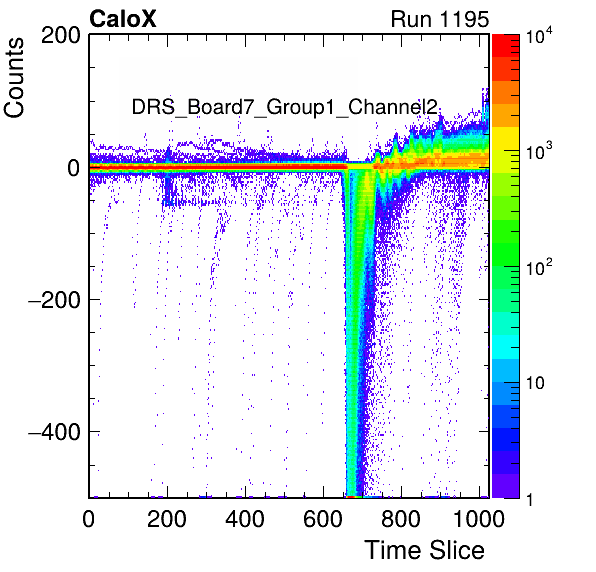 CaloX Run 1195
Counts
DRS_Board7_Group1_Channel2
200
0
−200
−400
0 200 400 600 800 1000
Time Slice
10^4
10^3
10^2
10
1